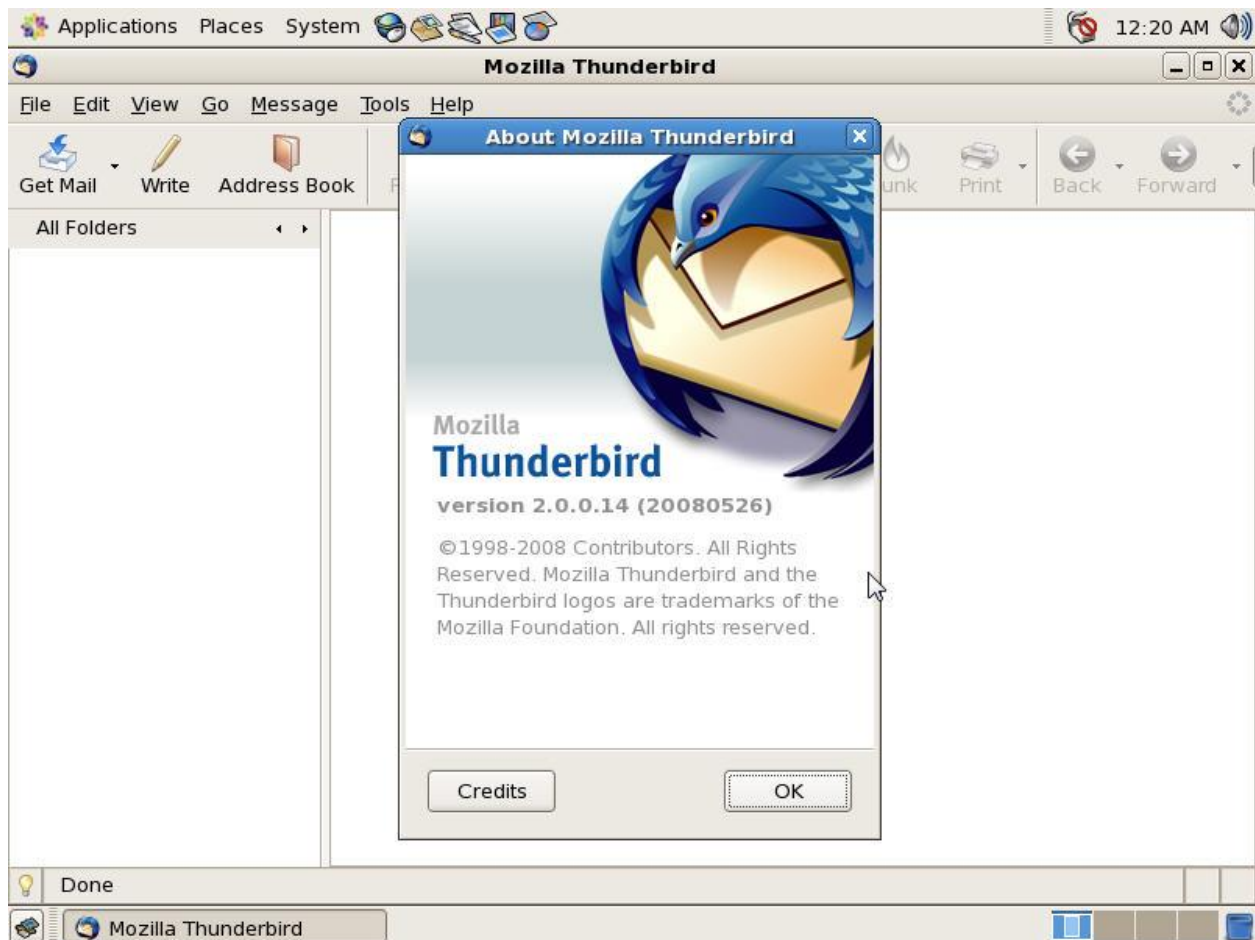 Applications Places System 12:20 AM
Mozilla Thunderbird
File Edit View Go Message Tools Help
About Mozilla Thunderbird
Get Mail Write Address Book Print Back Forward
All Folders
Mozilla
Thunderbird
version 2.0.0.14 (20080526)
©1998-2008 Contributors. All Rights
Reserved. Mozilla Thunderbird and the
Thunderbird logos are trademarks of the
Mozilla Foundation. All rights reserved.
Credits OK
Done
Mozilla Thunderbird